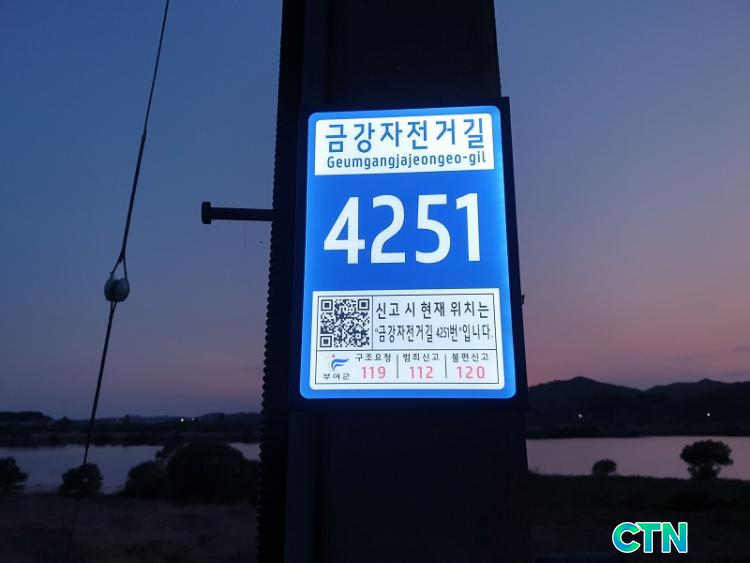 금강자전거길
Geumgangjajeongeo-gil
4251
신고 시 현재 위치는
"금강자전거길 4251번"입니다.
부여군
구조요청 범죄신고 불편신고
119 112 120
CTN